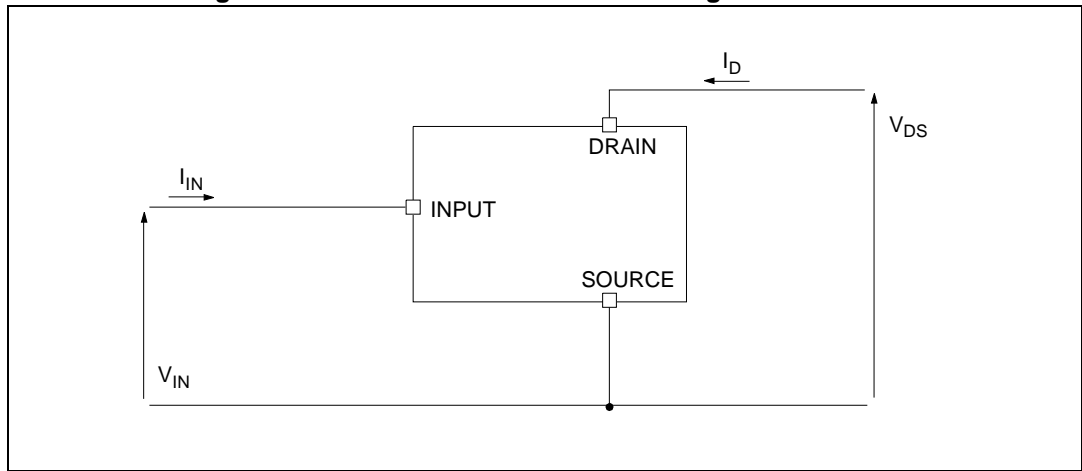 I_D
V_DS
DRAIN
I_IN
INPUT
SOURCE
V_IN